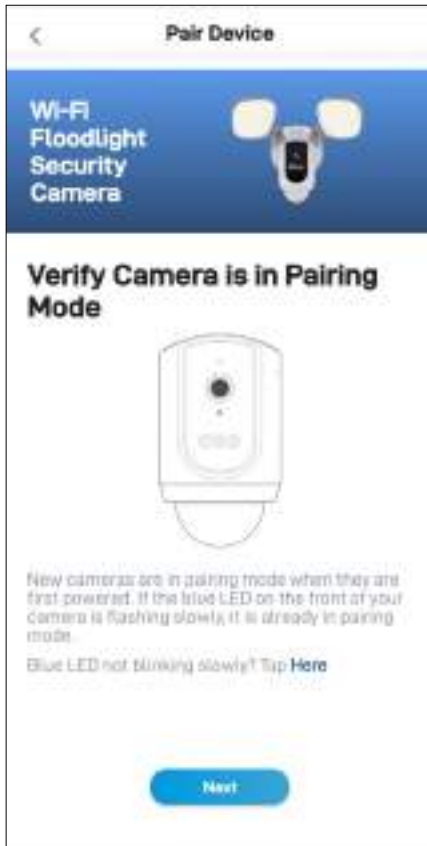 Pair Device
Wi-Fi
Floodlight
Security
Camera
Verify Camera is in Pairing
Mode
New cameras are in pairing mode when they are
first powered. If the blue LED on the front of your
camera is flashing slowly, it is already in pairing
mode.
Blue LED not blinking slowly? Tap Here
Next